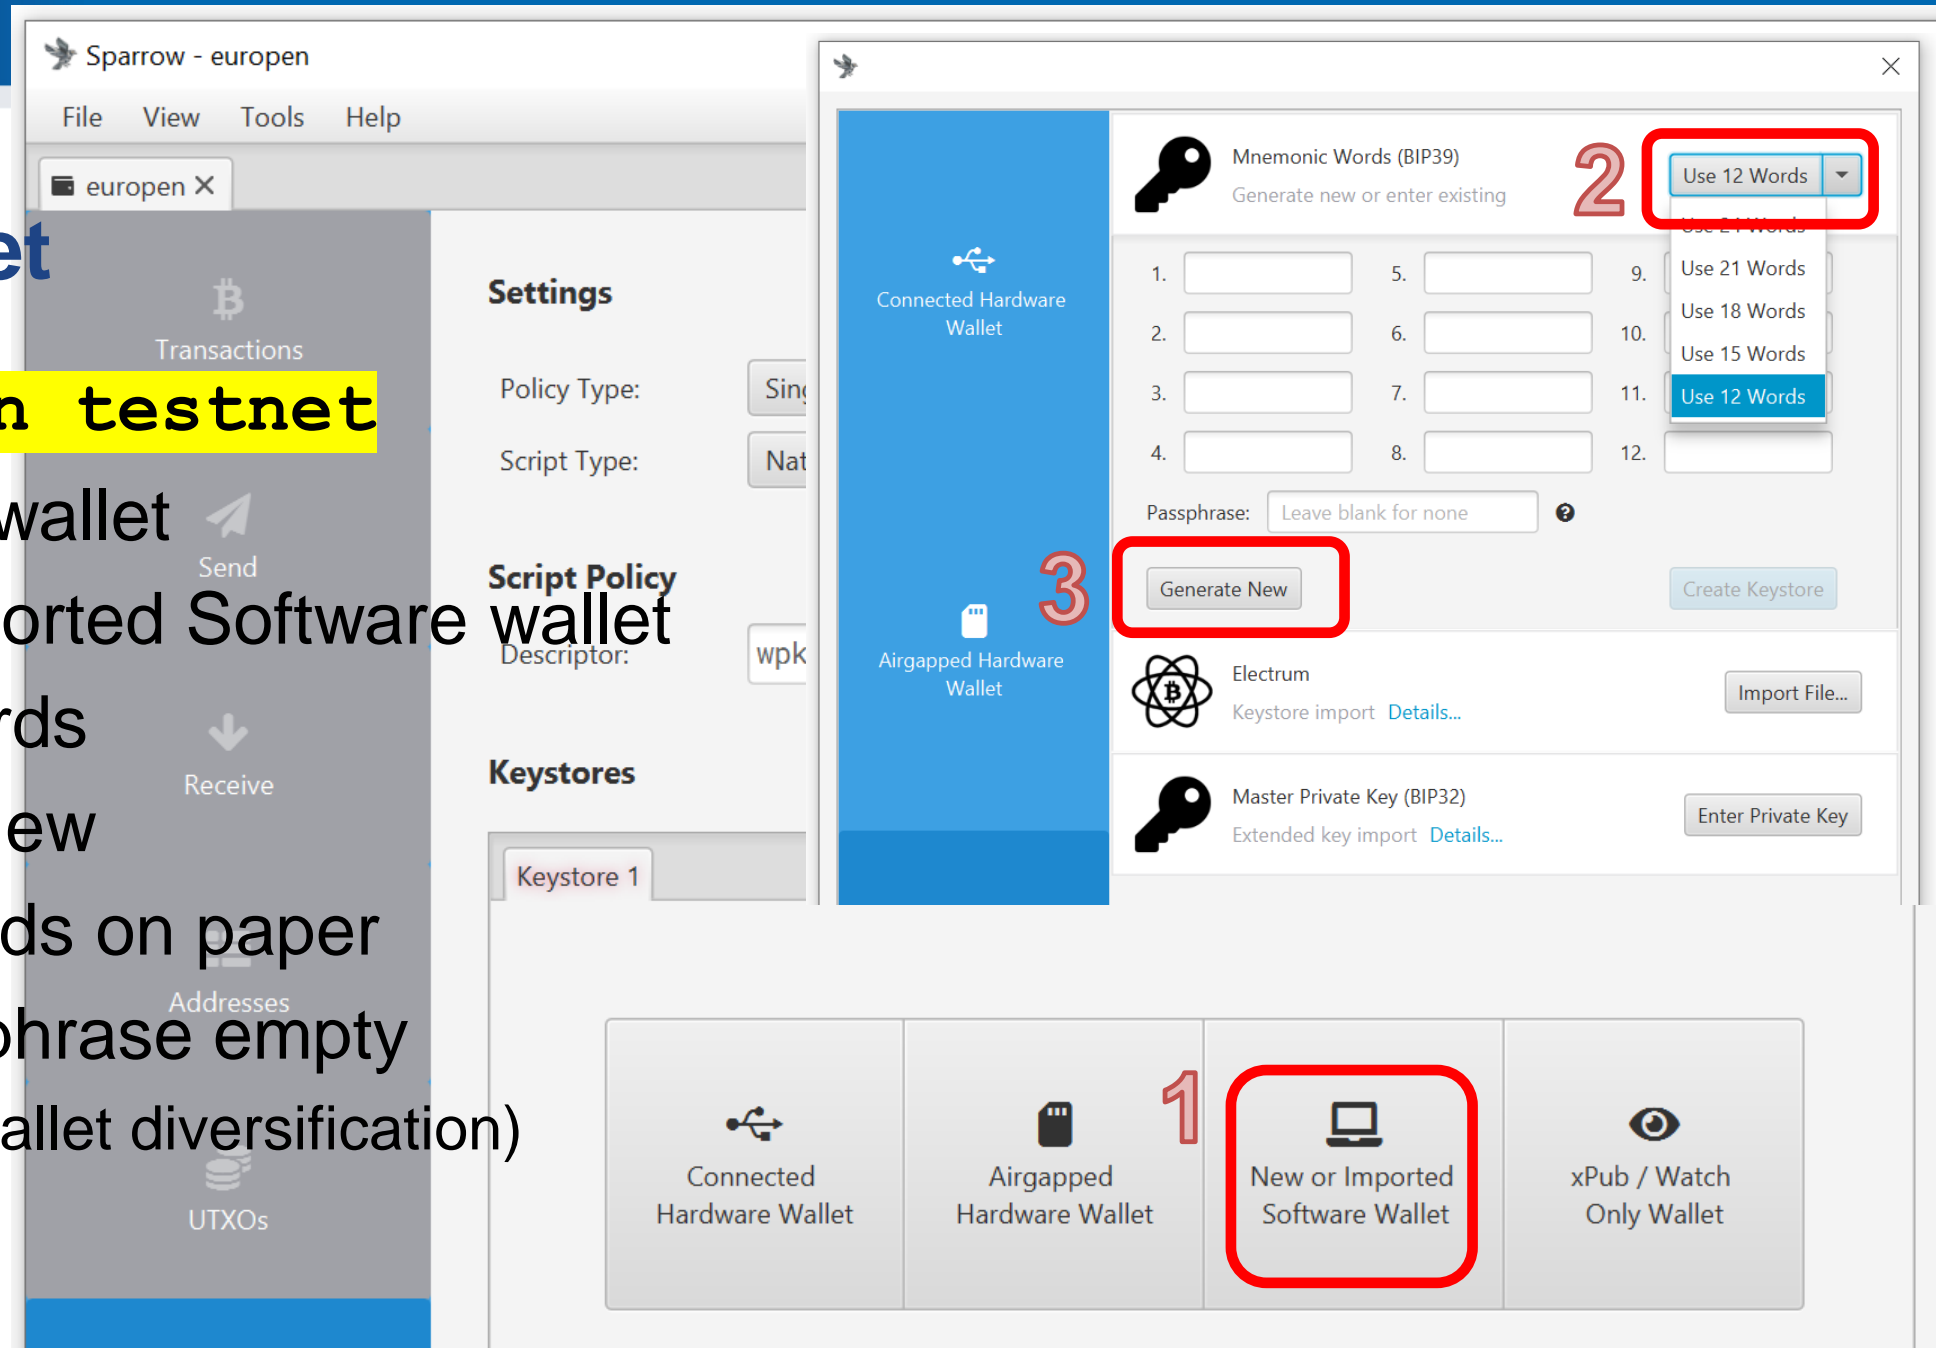 Sparrow - europen
File View Tools Help
europen
et
n testnet
wallet
orted Software wallet
rds
ew
ds on paper
phrase empty
allet diversification)
Transactions
Send
Receive
Addresses
UTXOs
Settings
Policy Type: Sing
Script Type: Nat
Script Policy
Descriptor: wpk
Keystores
Keystore 1
Connected Hardware
Wallet
Airgapped Hardware
Wallet
Mnemonic Words (BIP39)
Generate new or enter existing
2
Use 12 Words
Use 24 Words
Use 21 Words
Use 18 Words
Use 15 Words
Use 12 Words
1. 5. 9.
2. 6. 10.
3. 7. 11.
4. 8. 12.
Passphrase: Leave blank for none
3
Generate New
Create Keystore
Electrum
Keystore import Details...
Import File...
Master Private Key (BIP32)
Extended key import Details...
Enter Private Key
1
Connected
Hardware Wallet
Airgapped
Hardware Wallet
New or Imported
Software Wallet
xPub / Watch
Only Wallet